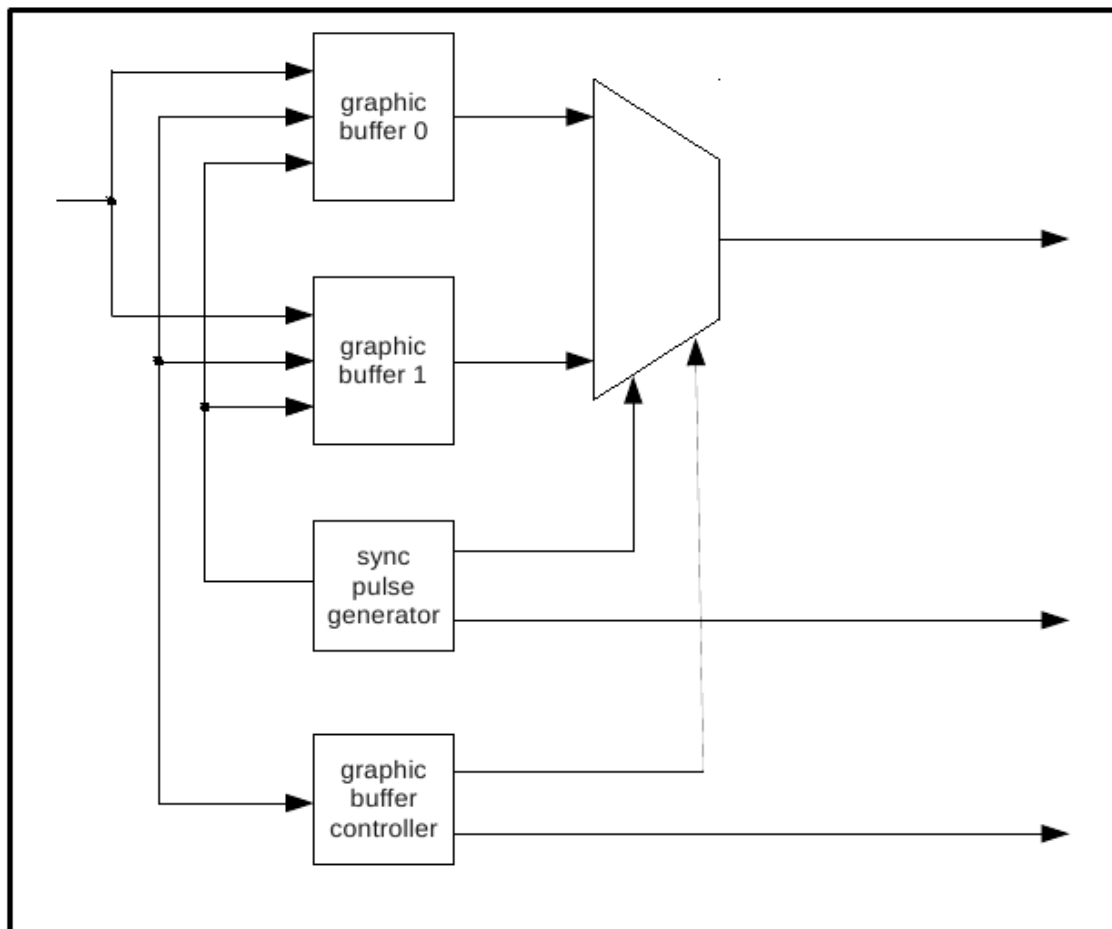 graphic
buffer 0
graphic
buffer 1
sync
pulse
generator
graphic
buffer
controller